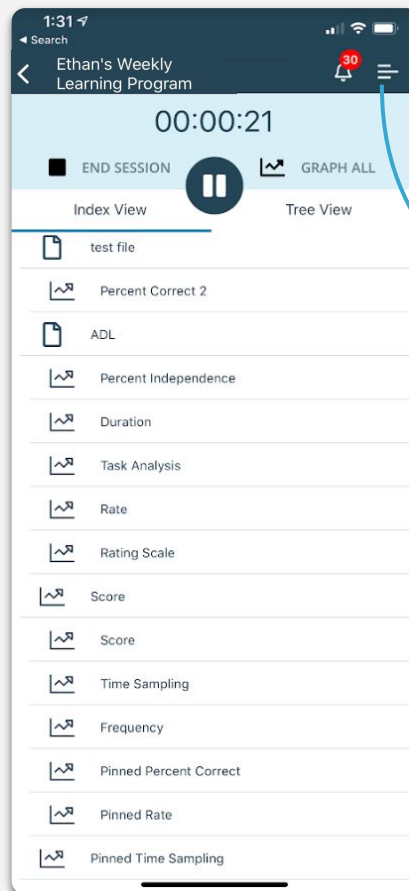 1:31
◂ Search
Ethan's Weekly
Learning Program
30
00:00:21
END SESSION
GRAPH ALL
Index View
Tree View
test file
Percent Correct 2
ADL
Percent Independence
Duration
Task Analysis
Rate
Rating Scale
Score
Score
Time Sampling
Frequency
Pinned Percent Correct
Pinned Rate
Pinned Time Sampling